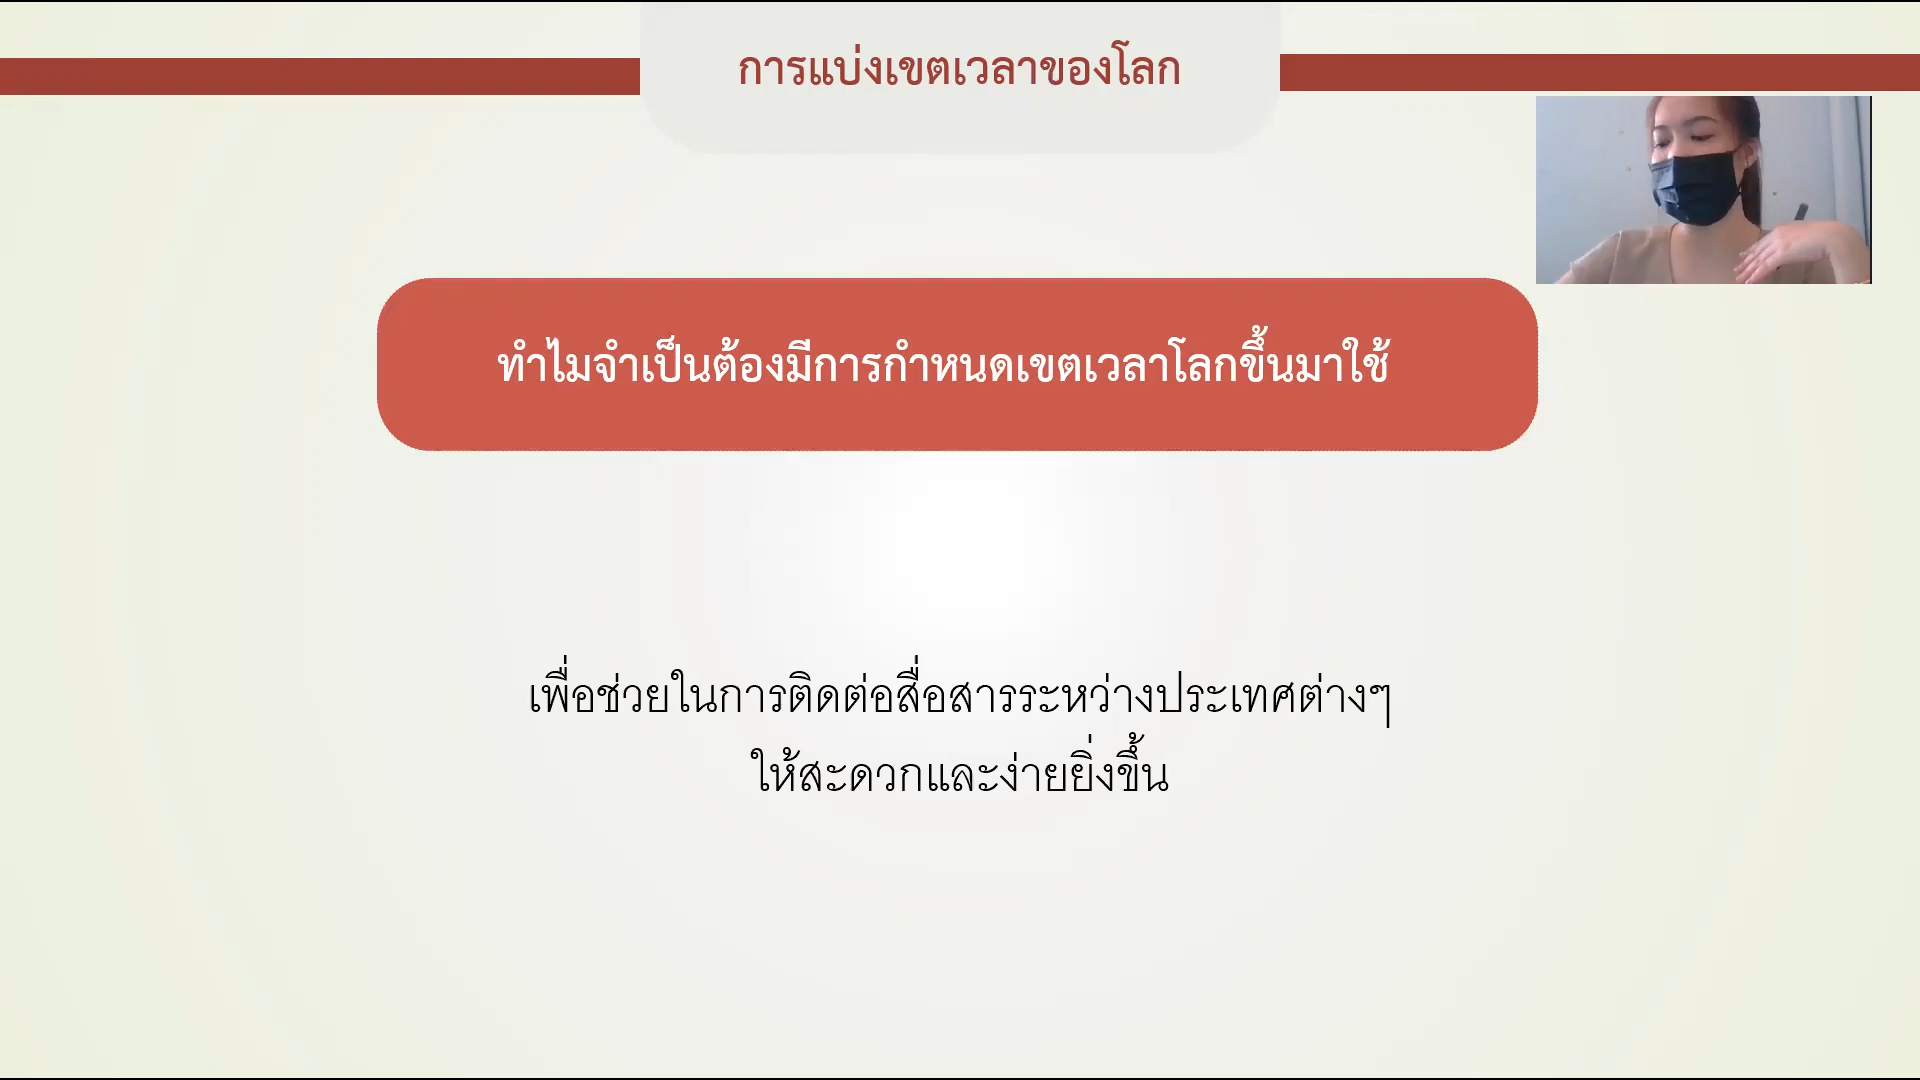 การแบ่งเขตเวลาของโลก
ทำไมจำเป็นต้องมีการกำหนดเขตเวลาโลกขึ้นมาใช้
เพื่อช่วยในการติดต่อสื่อสารระหว่างประเทศต่างๆ
ให้สะดวกและง่ายยิ่งขึ้น